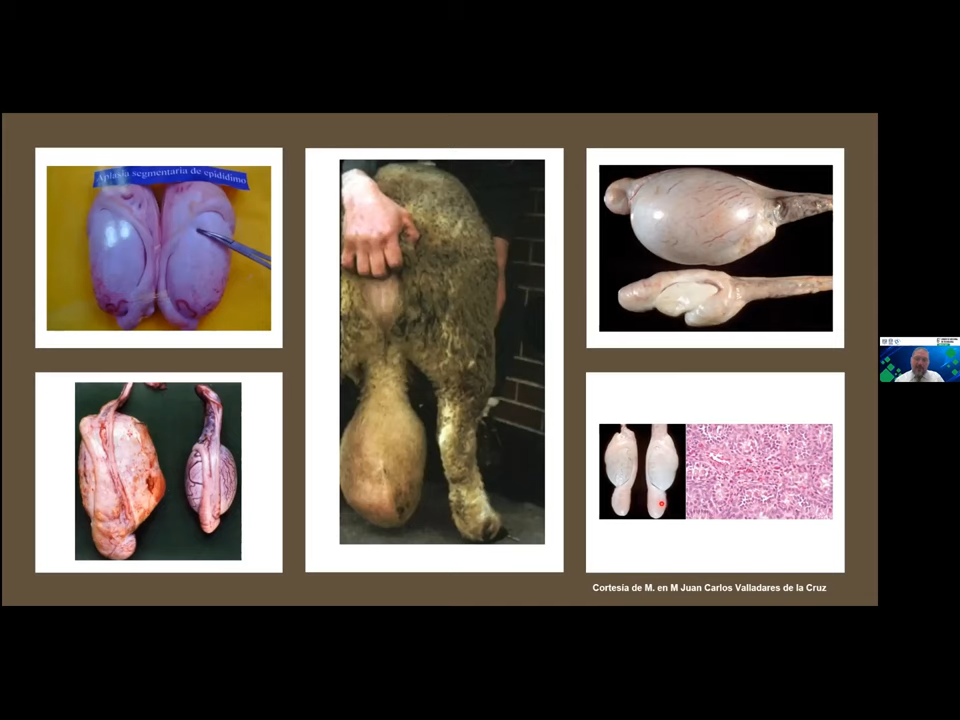 Aplasia segmentaria de epidídimo
Cortesía de M. en M Juan Carlos Valladares de la Cruz